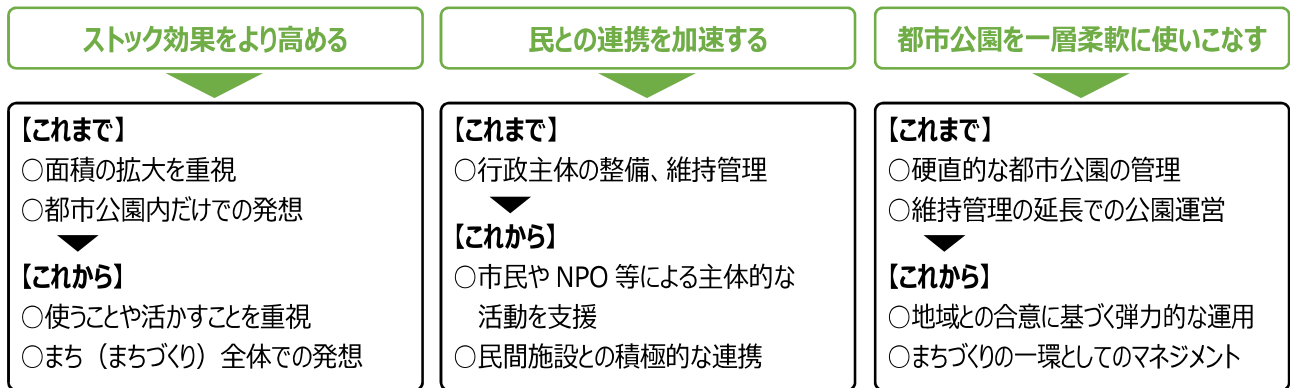 ストック効果をより高める
【これまで】
○面積の拡大を重視
○都市公園内だけでの発想
【これから】
○使うことや活かすことを重視
○まち（まちづくり）全体での発想
民との連携を加速する
【これまで】
○行政主体の整備、維持管理
【これから】
○市民や NPO 等による主体的な
活動を支援
○民間施設との積極的な連携
都市公園を一層柔軟に使いこなす
【これまで】
○硬直的な都市公園の管理
○維持管理の延長での公園運営
【これから】
○地域との合意に基づく弾力的な運用
○まちづくりの一環としてのマネジメント